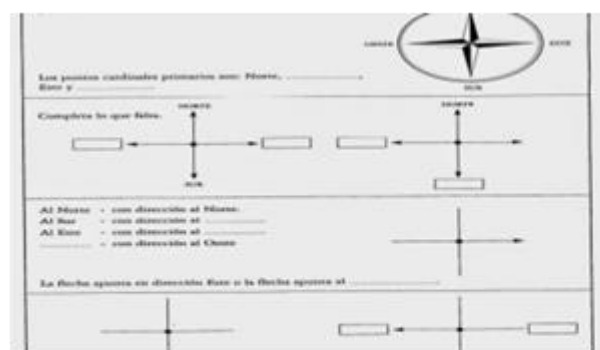 OESTE ESTE
SUR
Los puntos cardinales primarios son: Norte, ...............,
Este y ...............
NORTE NORTE
Completa lo que falta.
SUR
Al Norte - con dirección al Norte.
Al Sur - con dirección al ...............
Al Este - con dirección al ...............
............... - con dirección al Oeste
La flecha apunta en dirección Este o la flecha apunta al ...............